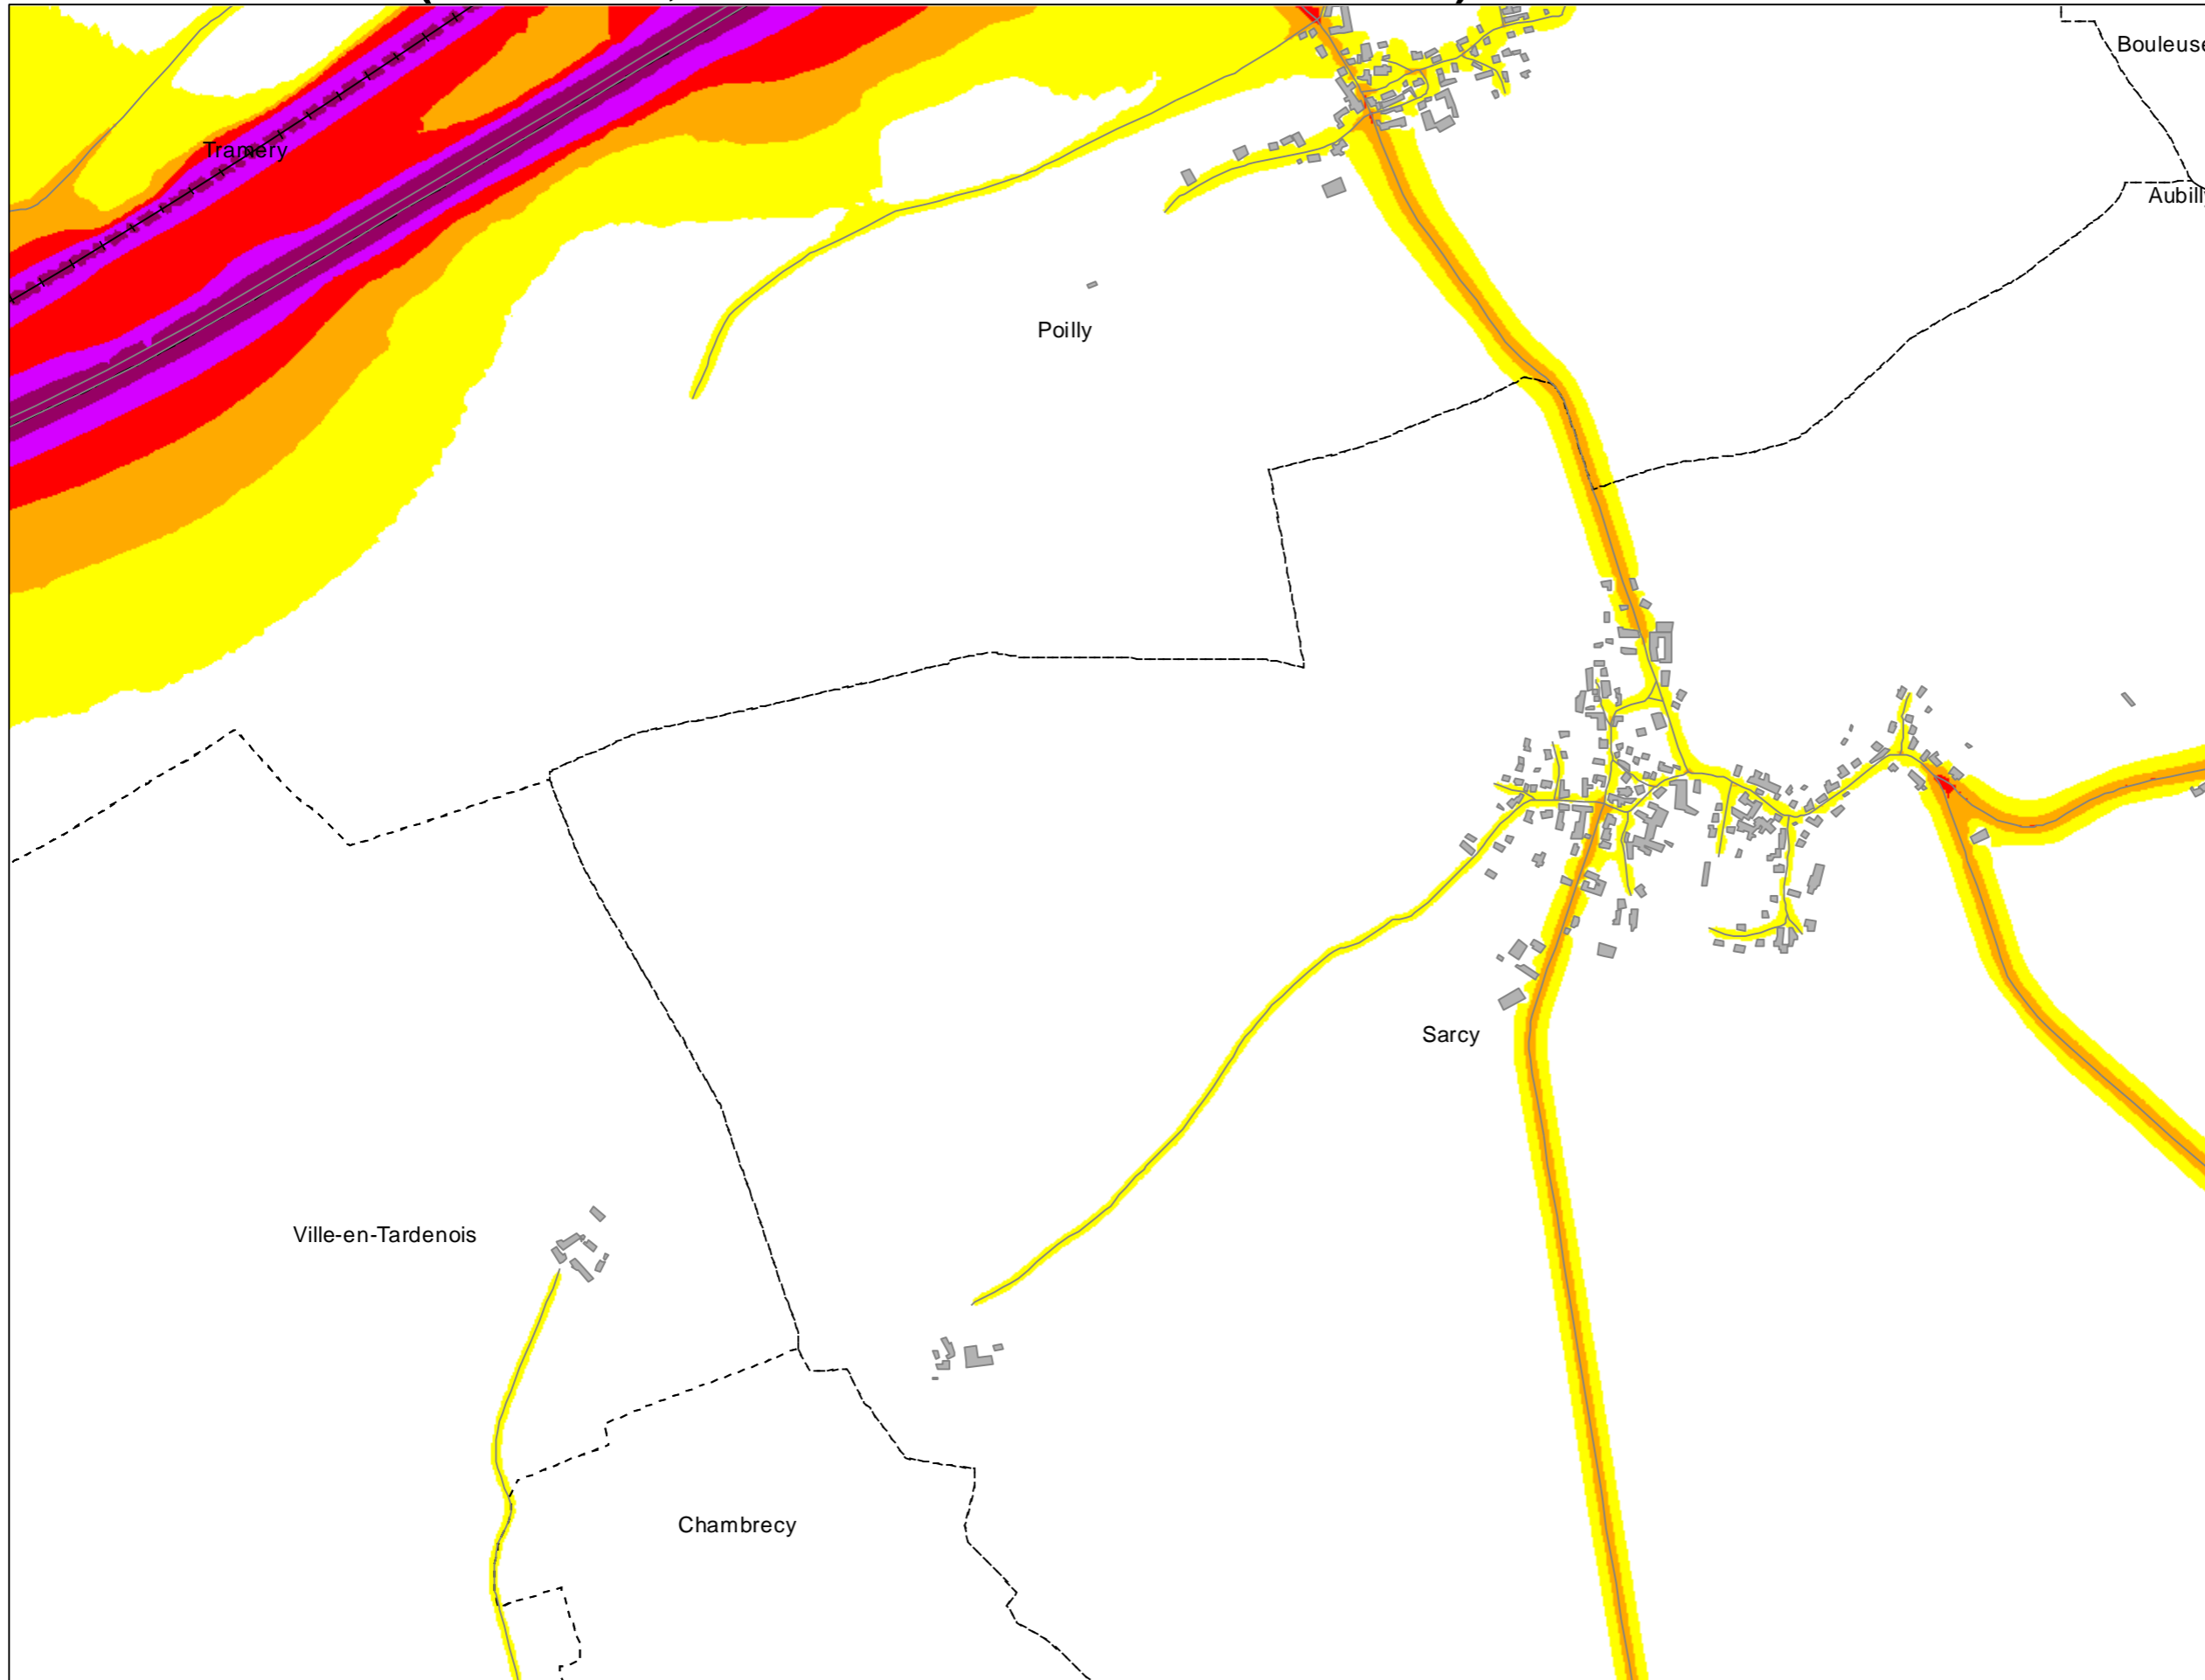 Bouleuse
Tramery
Aubilly
Poilly
Sarcy
Ville-en-Tardenois
Chambrecy